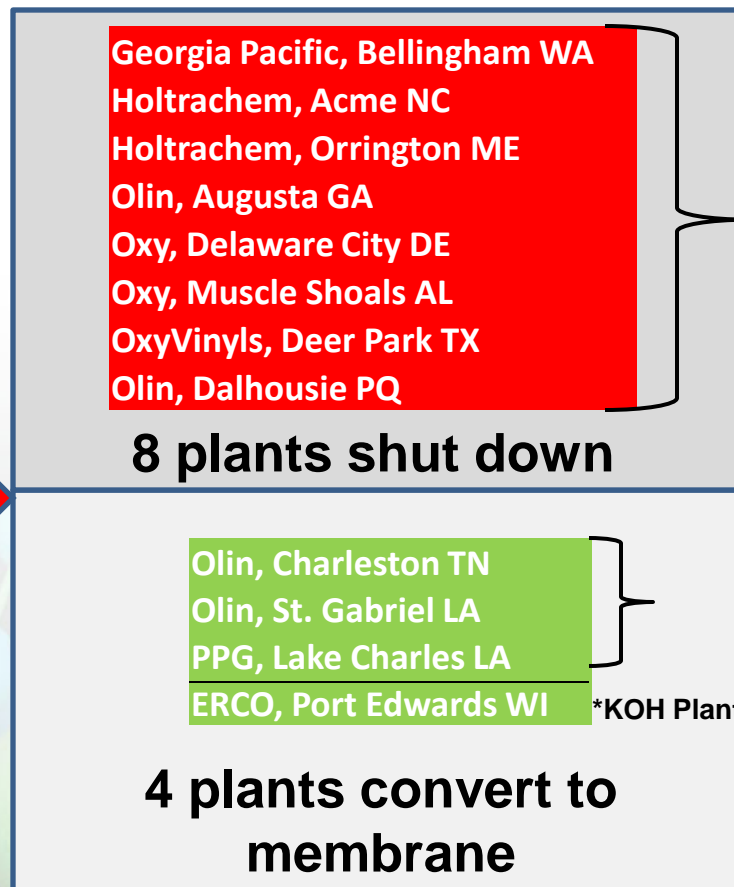 Georgia Pacific, Bellingham WA
Holtrachem, Acme NC
Holtrachem, Orrington ME
Olin, Augusta GA
Oxy, Delaware City DE
Oxy, Muscle Shoals AL
OxyVinyls, Deer Park TX
Olin, Dalhousie PQ
8 plants shut down
Olin, Charleston TN
Olin, St. Gabriel LA
PPG, Lake Charles LA
ERCO, Port Edwards WI *KOH Plant
4 plants convert to
membrane